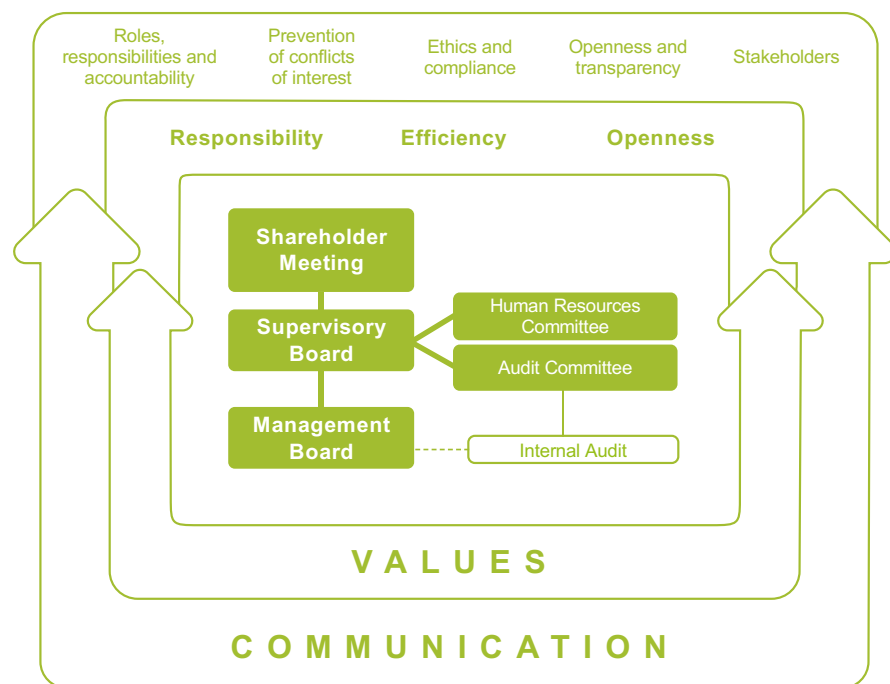 Roles,
responsibilities and
accountability
Prevention
of conflicts
of interest
Ethics and
compliance
Openness and
transparency
Stakeholders
Responsibility
Efficiency
Openness
Shareholder
Meeting
Supervisory
Board
Human Resources
Committee
Audit Committee
Management
Board
Internal Audit
VALUES
COMMUNICATION